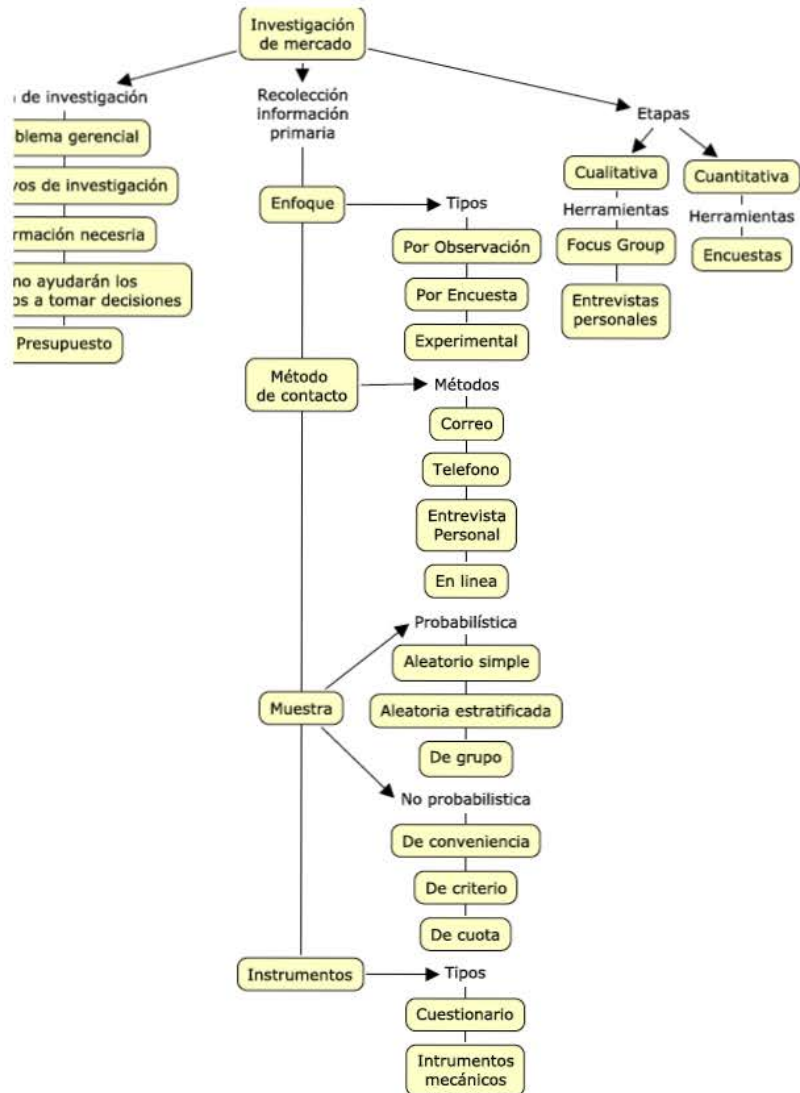 Investigación
de mercado
de investigación
blema gerencial
vos de investigación
rmación necesria
mo ayudarán los
os a tomar decisiones
Presupuesto
Recolección
información
primaria
Enfoque
Tipos
Por Observación
Por Encuesta
Experimental
Método
de contacto
Métodos
Correo
Telefono
Entrevista
Personal
En linea
Muestra
Probabilística
Aleatorio simple
Aleatoria estratificada
De grupo
No probabilistica
De conveniencia
De criterio
De cuota
Instrumentos
Tipos
Cuestionario
Intrumentos
mecánicos
Etapas
Cualitativa
Herramientas
Focus Group
Entrevistas
personales
Cuantitativa
Herramientas
Encuestas